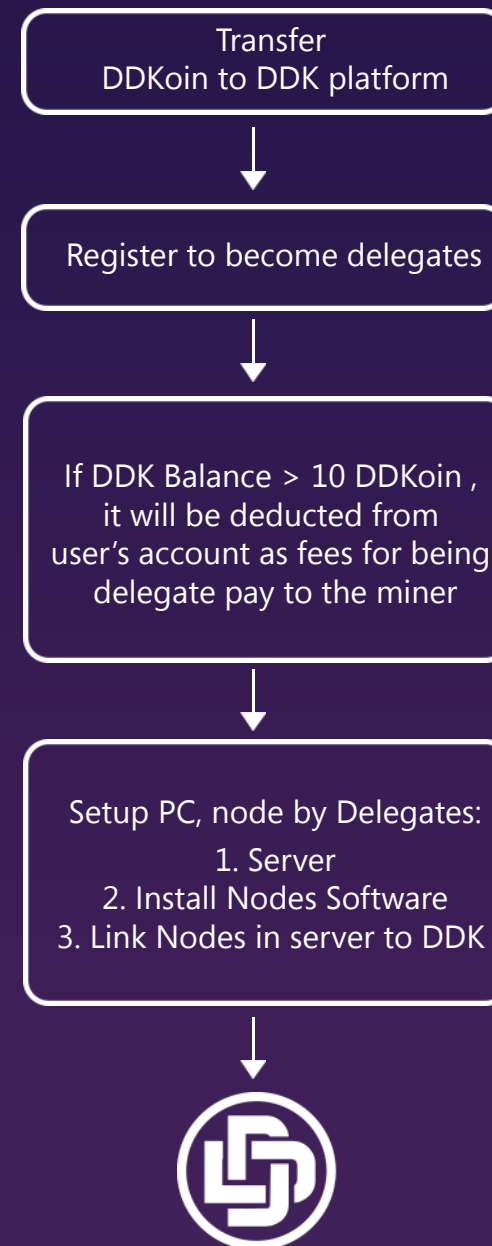 Transfer
DDKoin to DDK platform
Register to become delegates
If DDK Balance > 10 DDKoin ,
it will be deducted from
user's account as fees for being
delegate pay to the miner
Setup PC, node by Delegates:
1. Server
2. Install Nodes Software
3. Link Nodes in server to DDK